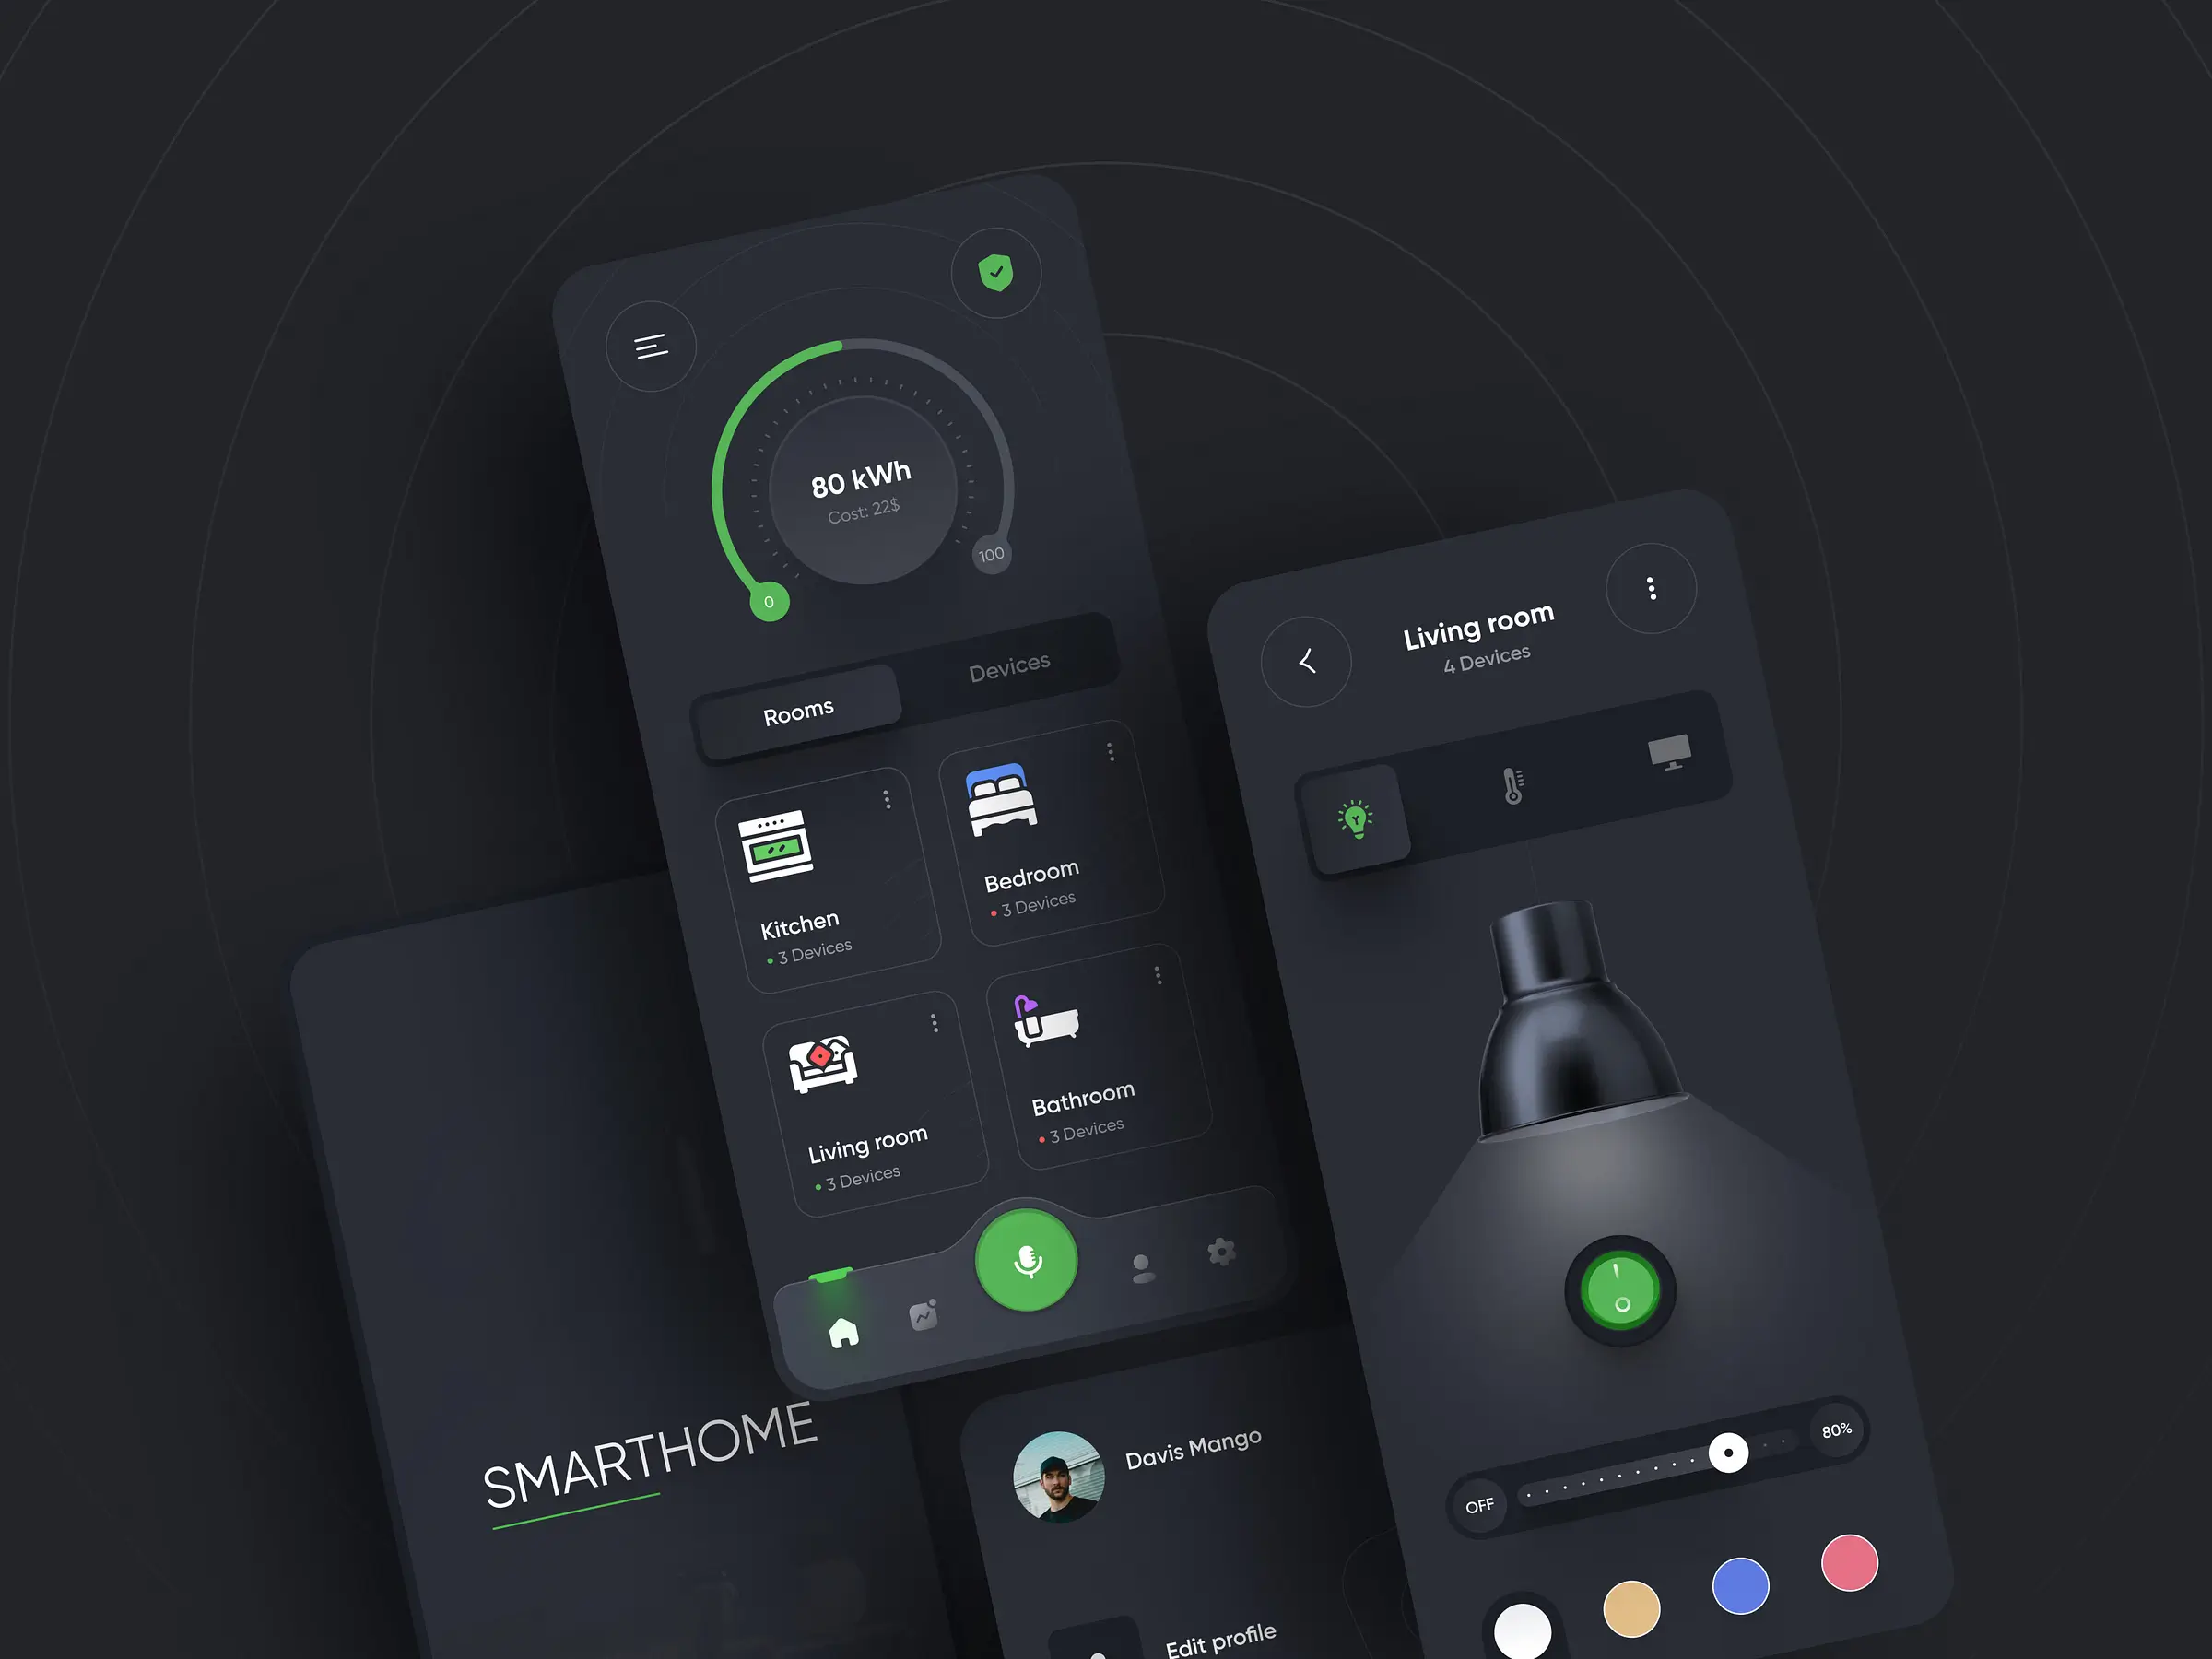 80 kWh
Cost: 22$
0
100
Rooms
Devices
Kitchen
3 Devices
Bedroom
3 Devices
Living room
3 Devices
Bathroom
3 Devices
Living room
4 Devices
OFF
80%
SMARTHOME
Davis Mango
Edit profile